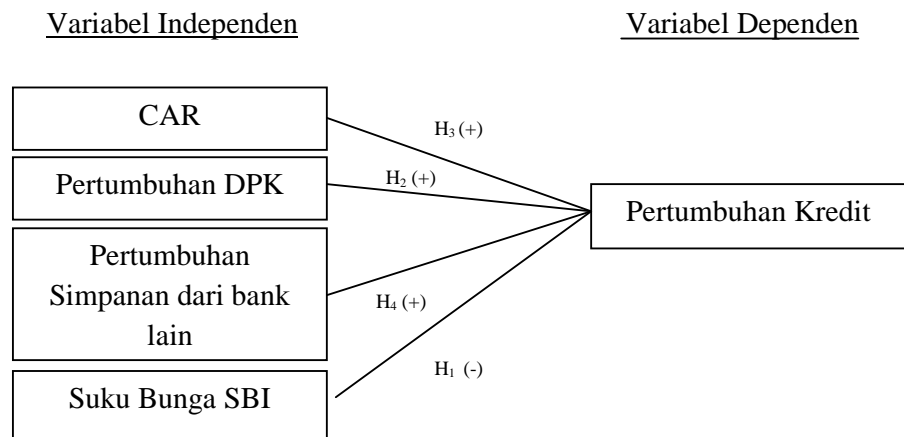 Variabel Independen
Variabel Dependen
CAR
H₃ (+)
Pertumbuhan DPK
H₂ (+)
Pertumbuhan Kredit
Pertumbuhan
Simpanan dari bank
lain
H₄ (+)
H₁ (-)
Suku Bunga SBI